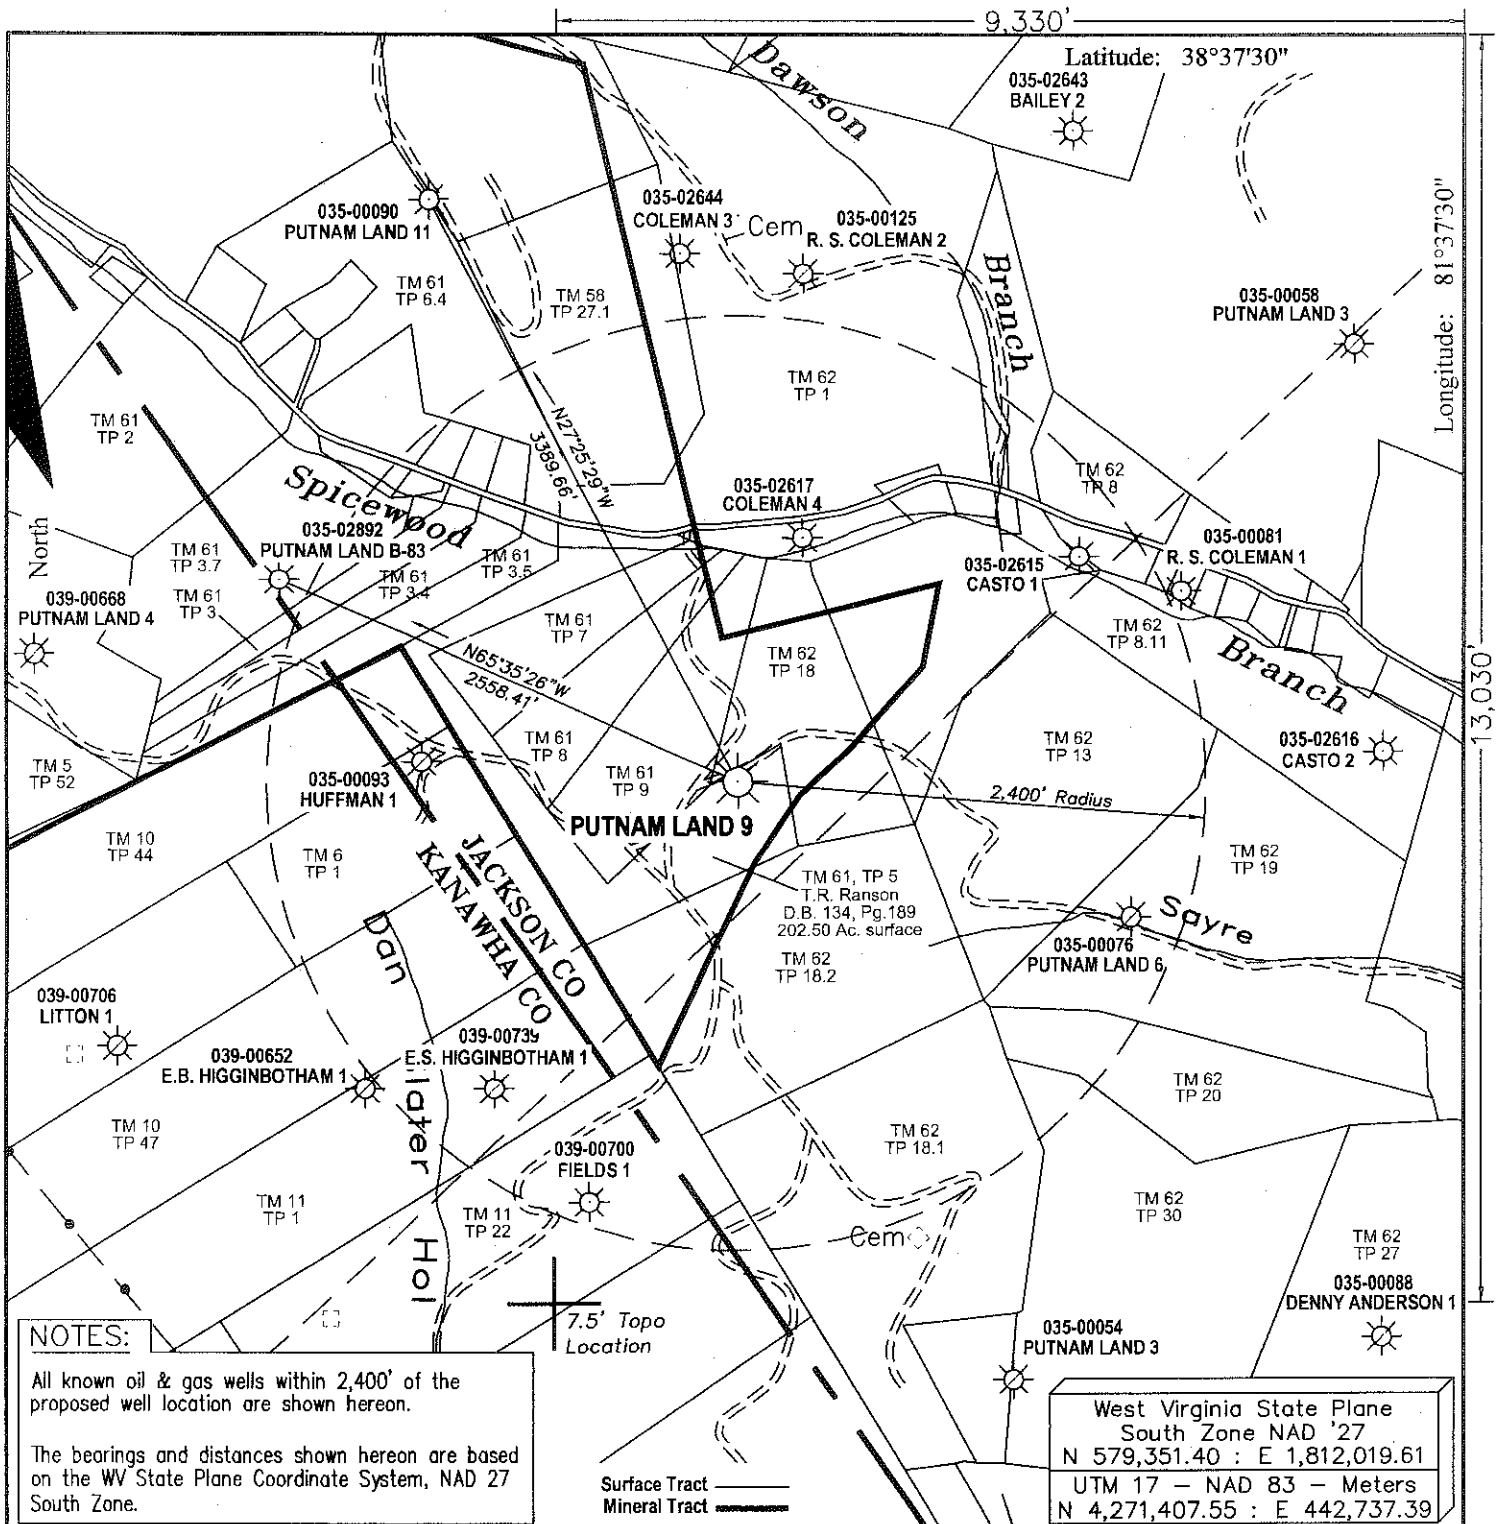 9,330'
Latitude: 38°37'30"
Longitude: 81°37'30"
13,030'
035-02643
BAILEY 2
Dawson
Branch
035-00090
PUTNAM LAND 11
035-02644
COLEMAN 3
Cem
035-00125
R. S. COLEMAN 2
035-00058
PUTNAM LAND 3
TM 61
TP 6.4
TM 58
TP 27.1
TM 62
TP 1
TM 61
TP 2
N27°25'29"W
3389.66'
Spicewood
Branch
035-02617
COLEMAN 4
TM 62
TP 8
035-00081
R. S. COLEMAN 1
035-02615
CASTO 1
North
035-02892
PUTNAM LAND B-83
TM 61
TP 3.7
TM 61
TP 3
TM 61
TP 3.4
TM 61
TP 3.5
039-00668
PUTNAM LAND 4
TM 61
TP 7
N65°35'26"W
2558.41'
TM 62
TP 18
TM 62
TP 8.11
035-02616
CASTO 2
TM 5
TP 52
035-00093
HUFFMAN 1
TM 61
TP 8
TM 61
TP 9
TM 62
TP 13
2,400' Radius
PUTNAM LAND 9
TM 10
TP 44
TM 6
TP 1
JACKSON CO
KANAWHA CO
TM 61, TP 5
T.R. Ranson
D.B. 134, Pg.189
202.50 Ac. surface
TM 62
TP 18.2
TM 62
TP 19
035-00076
PUTNAM LAND 6
Sayre
Dan
later
Hol
039-00706
LITTON 1
039-00652
E.B. HIGGINBOTHAM 1
039-00739
E.S. HIGGINBOTHAM 1
TM 62
TP 20
TM 10
TP 47
TM 11
TP 1
039-00700
FIELDS 1
TM 11
TP 22
TM 62
TP 18.1
TM 62
TP 30
Cem
TM 62
TP 27
035-00088
DENNY ANDERSON 1
035-00054
PUTNAM LAND 3
7.5' Topo
Location
NOTES:
All known oil & gas wells within 2,400' of the
proposed well location are shown hereon.
The bearings and distances shown hereon are based
on the WV State Plane Coordinate System, NAD 27
South Zone.
Surface Tract
Mineral Tract
West Virginia State Plane
South Zone NAD '27
N 579,351.40 : E 1,812,019.61
UTM 17 - NAD 83 - Meters
N 4,271,407.55 : E 442,737.39